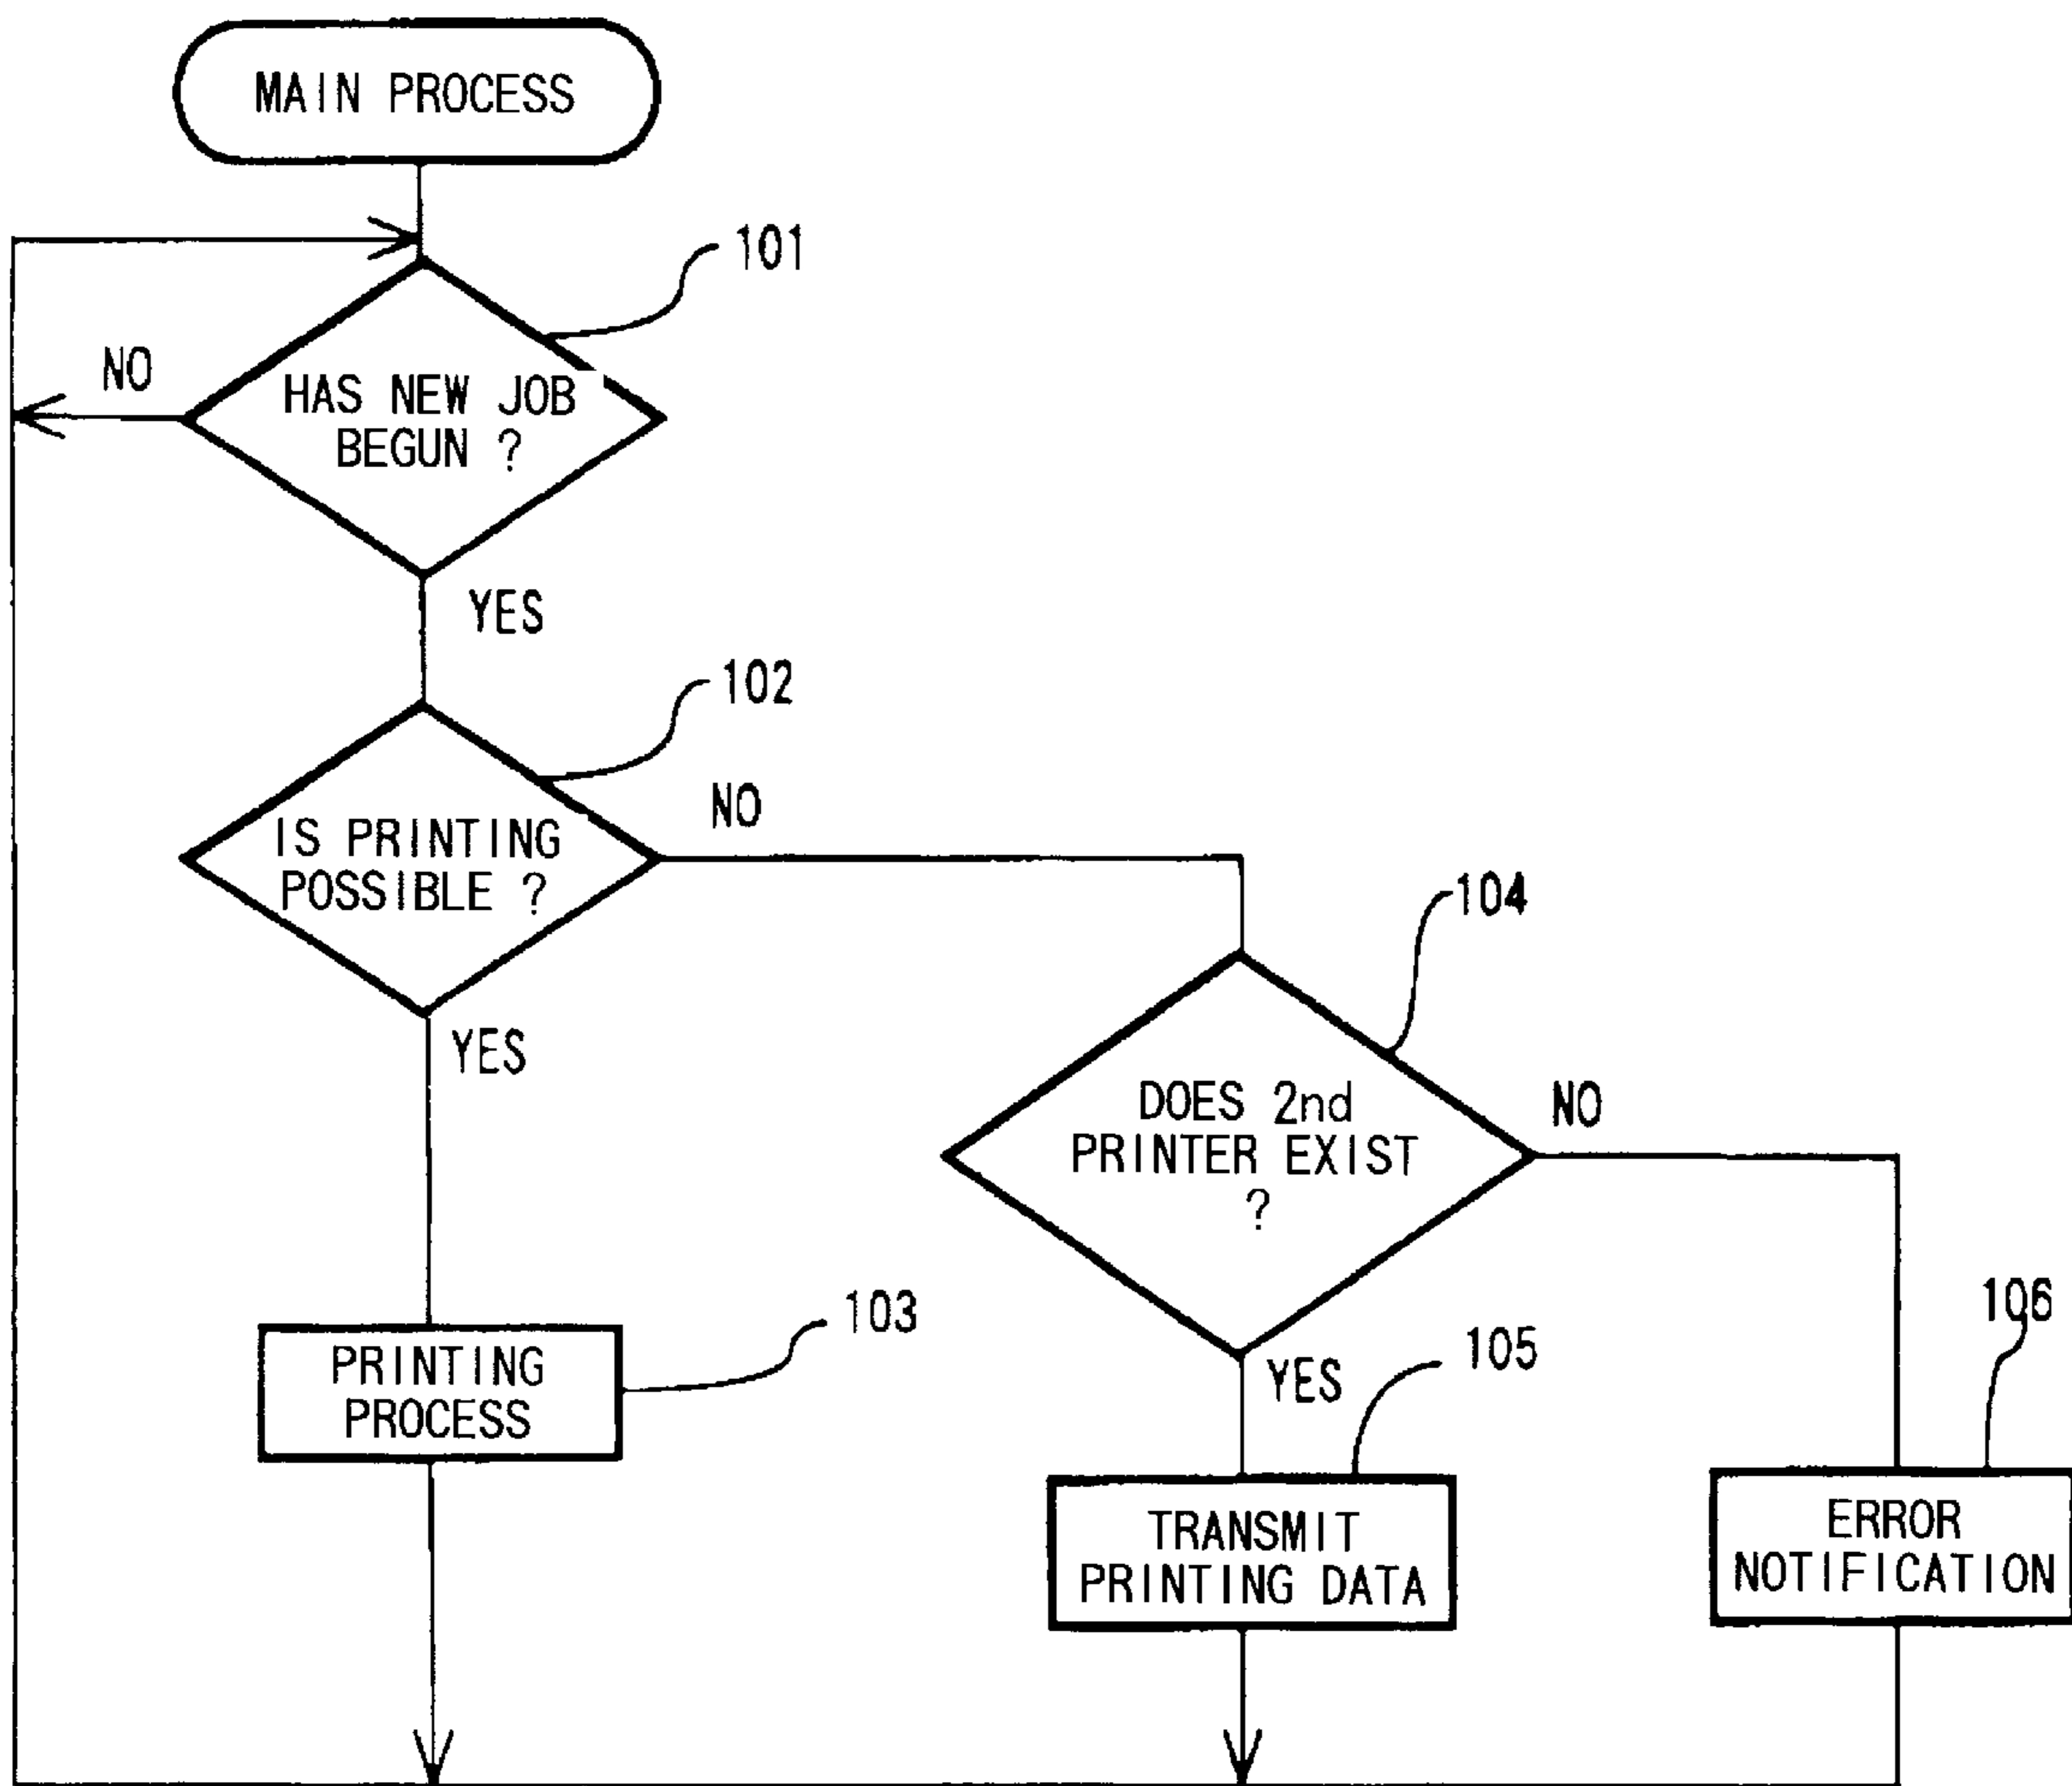 MAIN PROCESS
101
NO
HAS NEW JOB
BEGUN ?
YES
102
NO
IS PRINTING
POSSIBLE ?
YES
104
DOES 2nd
PRINTER EXIST
?
NO
YES
103
PRINTING
PROCESS
105
TRANSMIT
PRINTING DATA
106
ERROR
NOTIFICATION